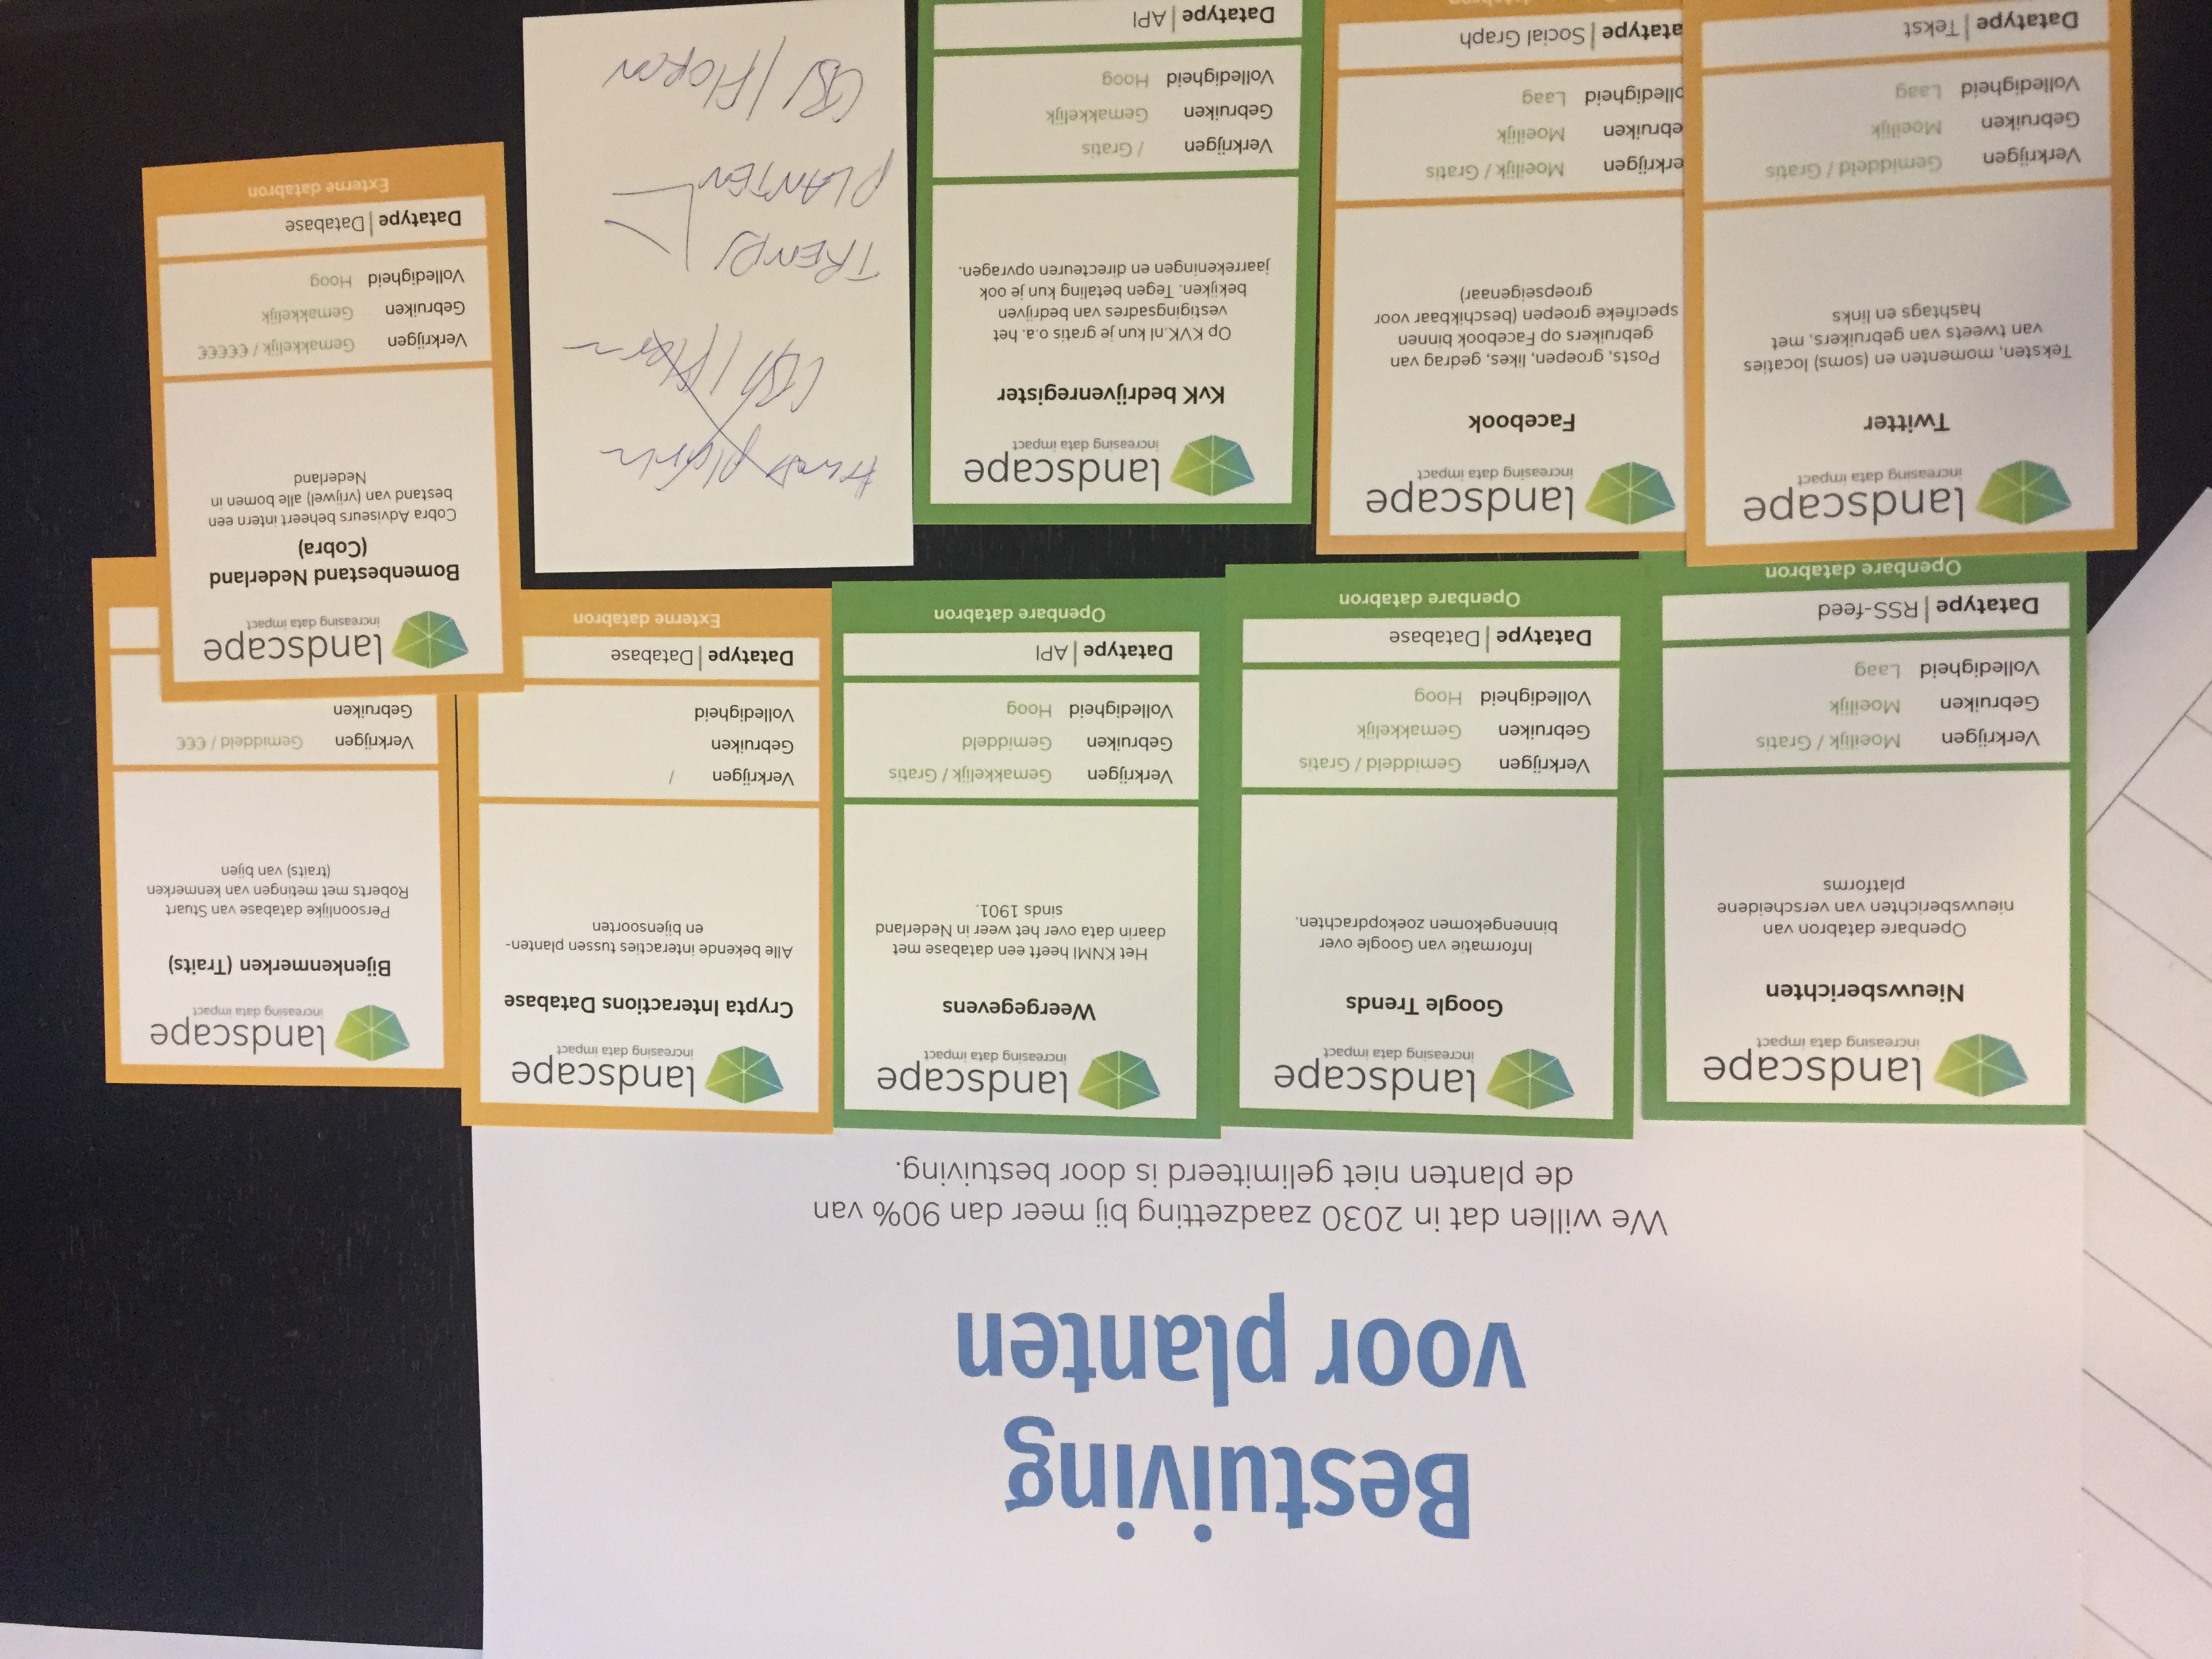 Bestuiving
voor planten
We willen dat in 2030 zaadzetting bij meer dan 90% van
de planten niet gelimiteerd is door bestuiving.
landscape
increasing data impact
Nieuwsberichten
Openbare databron van
nieuwsberichten van verscheidene
platforms
Verkrijgen Moeilijk / Gratis
Gebruiken Moeilijk
Volledigheid Laag
Datatype | RSS-feed
Openbare databron
landscape
increasing data impact
Google Trends
Informatie van Google over
binnengekomen zoekopdrachten.
Verkrijgen Gemiddeld / Gratis
Gebruiken Gemakkelijk
Volledigheid Hoog
Datatype | Database
Openbare databron
landscape
increasing data impact
Weergegevens
Het KNMI heeft een database met
daarin data over het weer in Nederland
sinds 1901.
Verkrijgen Gemakkelijk / Gratis
Gebruiken Gemiddeld
Volledigheid Hoog
Datatype | API
Openbare databron
landscape
increasing data impact
Crypta Interactions Database
Alle bekende interacties tussen planten-
en bijensoorten
Verkrijgen /
Gebruiken
Volledigheid
Datatype | Database
Externe databron
landscape
increasing data impact
Bijenkenmerken (Traits)
Persoonlijke database van Stuart
Roberts met metingen van kenmerken
(traits) van bijen
Verkrijgen Gemiddeld / €€€
Gebruiken
landscape
increasing data impact
Twitter
Teksten, momenten en (soms) locaties
van tweets van gebruikers, met
hashtags en links
Verkrijgen Gemiddeld / Gratis
Gebruiken Moeilijk
Volledigheid Laag
Datatype | Tekst
landscape
increasing data impact
Facebook
Posts, groepen, likes, gedrag van
gebruikers op Facebook binnen
specifieke groepen (beschikbaar voor
groepseigenaar)
erkrijgen Moeilijk / Gratis
ebruiken Moeilijk
olledigheid Laag
atatype | Social Graph
landscape
increasing data impact
KvK bedrijvenregister
Op KVK.nl kun je gratis o.a. het
vestigingsadres van bedrijven
bekijken. Tegen betaling kun je ook
jaarrekeningen en directeuren opvragen.
Verkrijgen / Gratis
Gebruiken Gemakkelijk
Volledigheid Hoog
Datatype | API
TRENDS
PLANTEN
CBS / FLORON
landscape
increasing data impact
Bomenbestand Nederland
(Cobra)
Cobra Adviseurs beheert intern een
bestand van (vrijwel) alle bomen in
Nederland
Verkrijgen Gemakkelijk / €€€€€
Gebruiken Gemakkelijk
Volledigheid Hoog
Datatype | Database
Externe databron